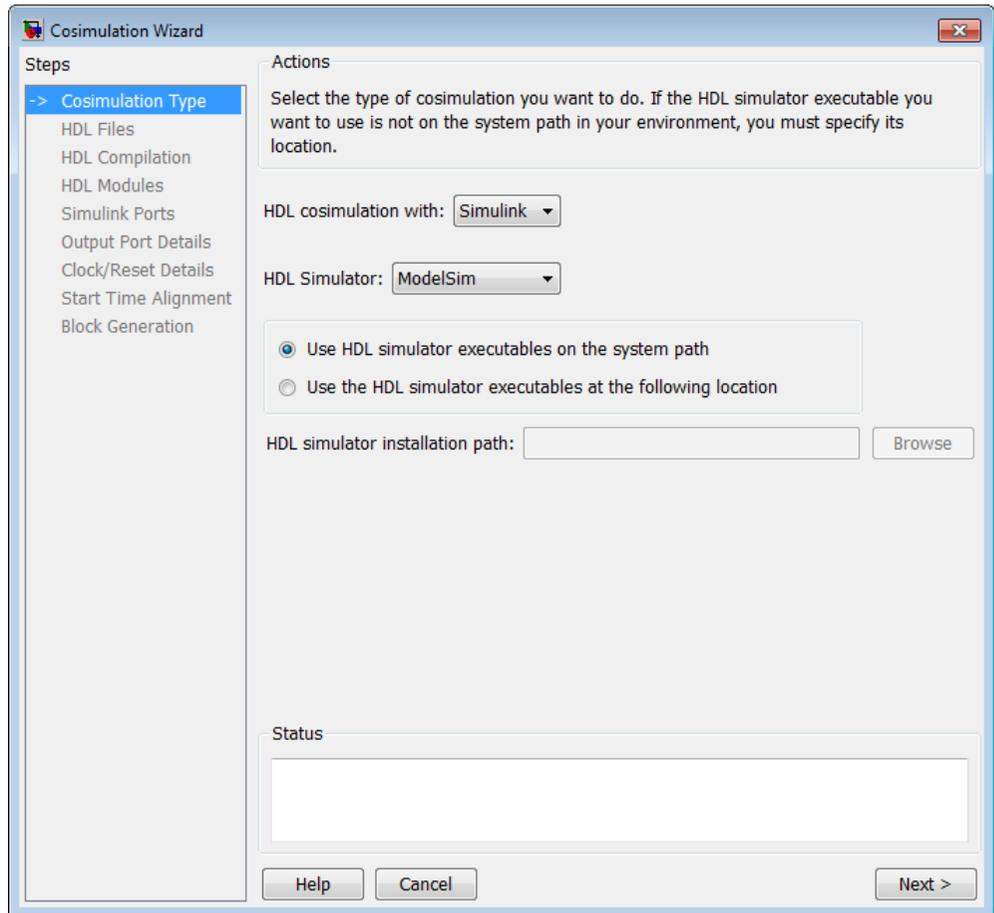 Cosimulation Wizard
Steps
-> Cosimulation Type
HDL Files
HDL Compilation
HDL Modules
Simulink Ports
Output Port Details
Clock/Reset Details
Start Time Alignment
Block Generation
Actions
Select the type of cosimulation you want to do. If the HDL simulator executable you
want to use is not on the system path in your environment, you must specify its
location.
HDL cosimulation with: Simulink
HDL Simulator: ModelSim
Use HDL simulator executables on the system path
Use the HDL simulator executables at the following location
HDL simulator installation path: Browse
Status
Help Cancel Next >